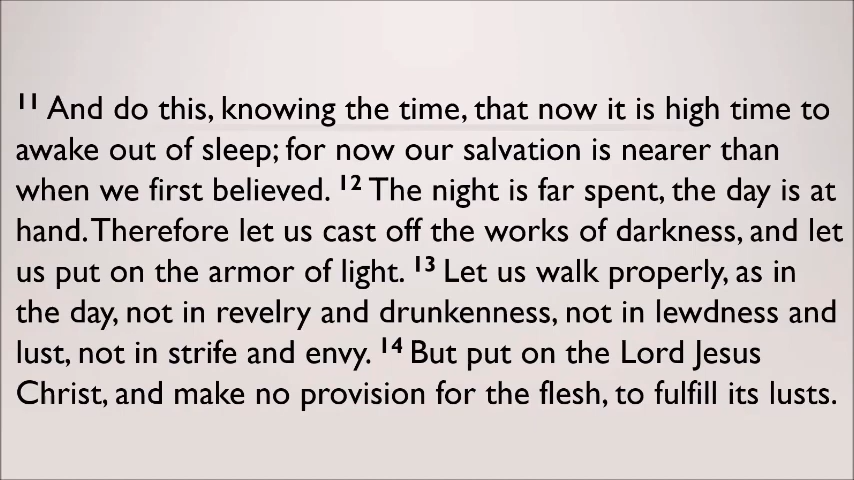 11 And do this, knowing the time, that now it is high time to
awake out of sleep; for now our salvation is nearer than
when we first believed. 12 The night is far spent, the day is at
hand. Therefore let us cast off the works of darkness, and let
us put on the armor of light. 13 Let us walk properly, as in
the day, not in revelry and drunkenness, not in lewdness and
lust, not in strife and envy. 14 But put on the Lord Jesus
Christ, and make no provision for the flesh, to fulfill its lusts.